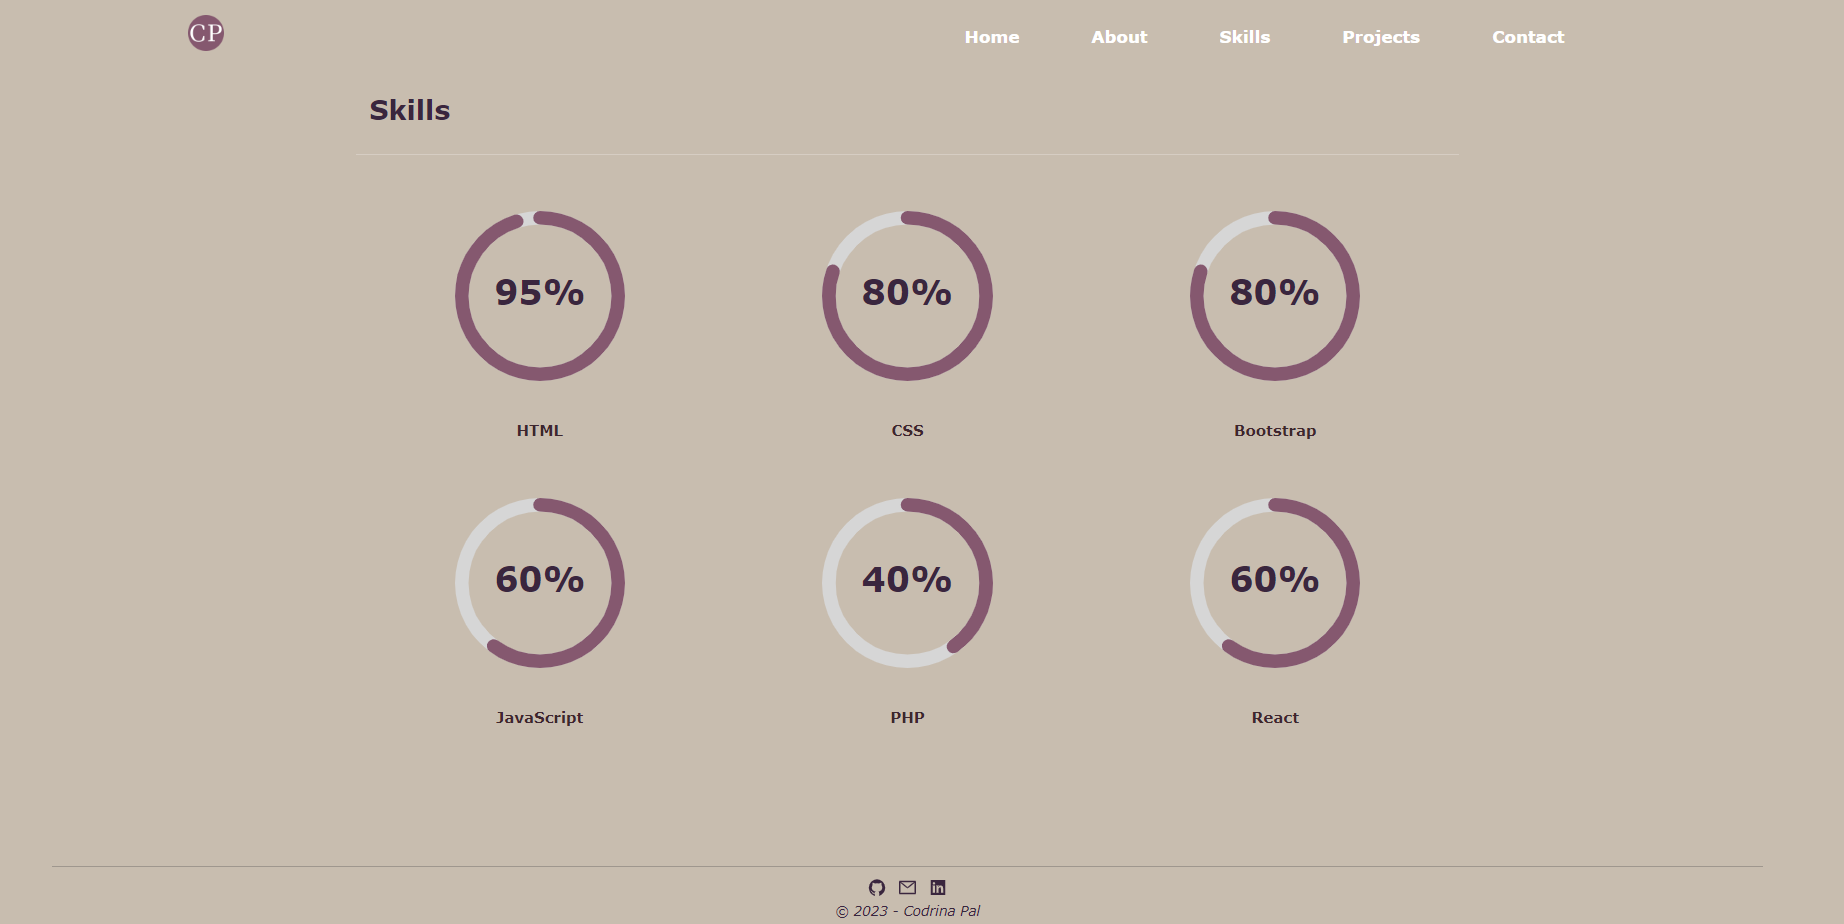 CP
Home About Skills Projects Contact
Skills
95% 80% 80%
HTML CSS Bootstrap
60% 40% 60%
JavaScript PHP React
in
© 2023 - Codrina Pal